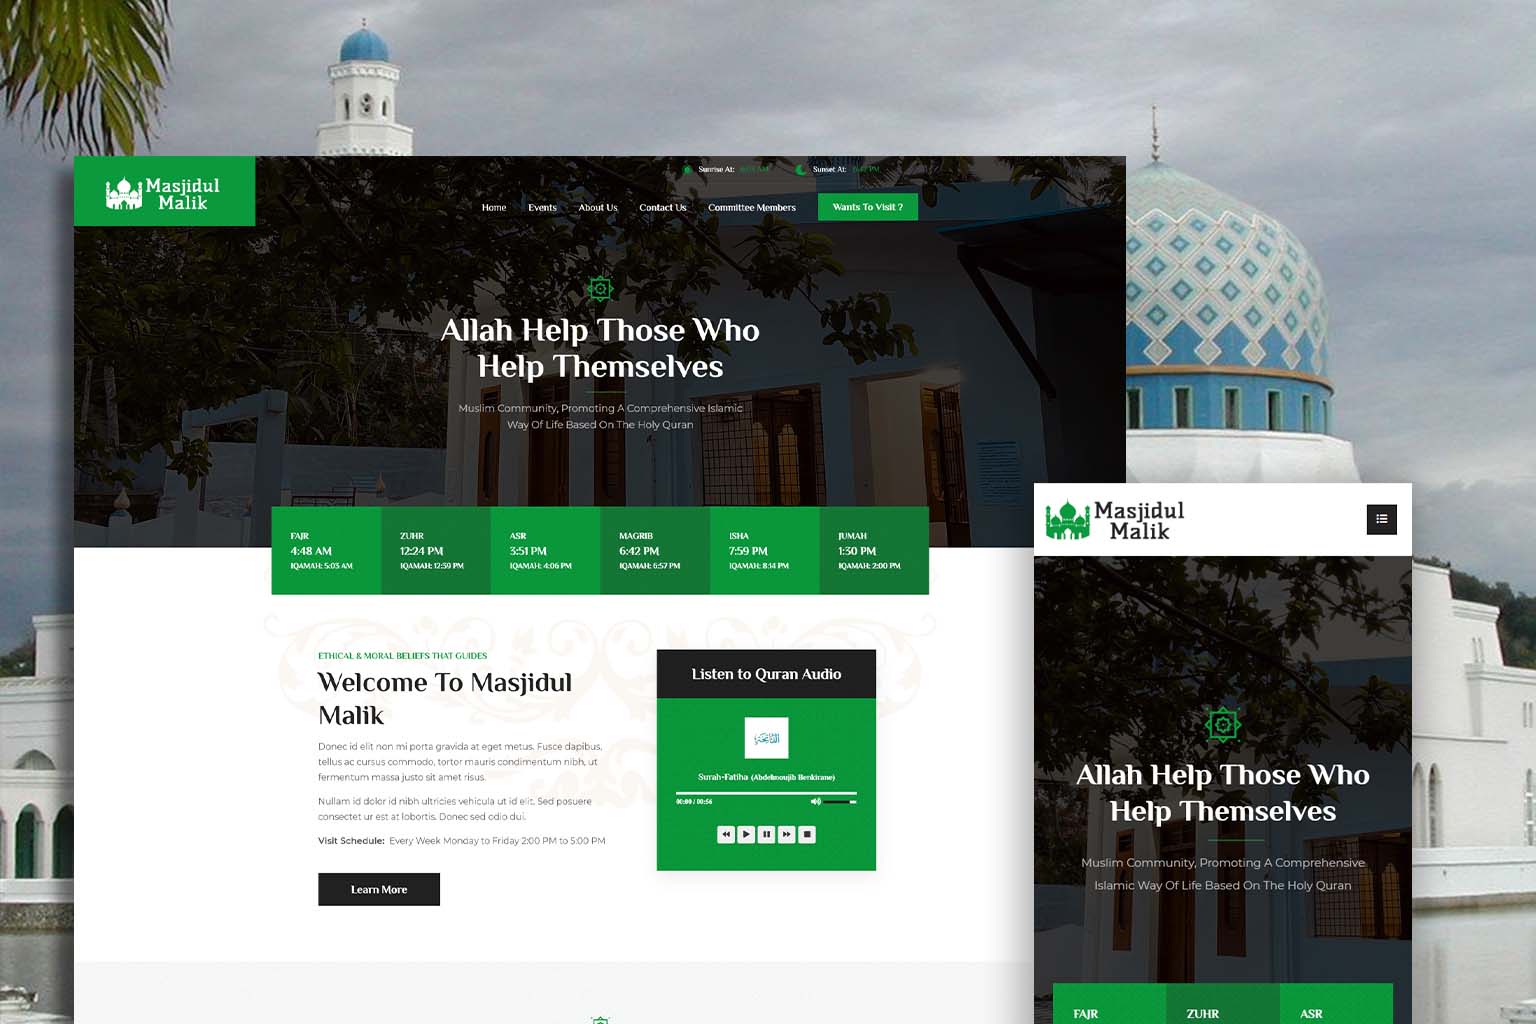 Masjidul
Malik
Sunrise At:
Sunset At:
Home Events About Us Contact Us Committee Members Wants To Visit ?
Allah Help Those Who
Help Themselves
Muslim Community, Promoting A Comprehensive Islamic
Way Of Life Based On The Holy Quran
FAJR
4:48 AM
IQAMAH: 5:03 AM
ZUHR
12:24 PM
IQAMAH: 12:39 PM
ASR
3:51 PM
IQAMAH: 4:06 PM
MAGRIB
6:42 PM
IQAMAH: 6:57 PM
ISHA
7:59 PM
IQAMAH: 8:14 PM
JUMAH
1:30 PM
IQAMAH: 2:00 PM
ETHICAL & MORAL BELIEFS THAT GUIDES
Welcome To Masjidul
Malik
Donec id elit non mi porta gravida at eget metus. Fusce dapibus,
tellus ac cursus commodo, tortor mauris condimentum nibh, ut
fermentum massa justo sit amet risus.
Nullam id dolor id nibh ultricies vehicula ut id elit. Sed posuere
consectet ur est at lobortis. Donec sed odio dui.
Visit Schedule: Every Week Monday to Friday 2:00 PM to 5:00 PM
Learn More
Listen to Quran Audio
الفاتحة
Surah-Fatiha (Abdelmoujib Benkirane)
00:00 / 00:56
Masjidul
Malik
Allah Help Those Who
Help Themselves
Muslim Community, Promoting A Comprehensive
Islamic Way Of Life Based On The Holy Quran
FAJR ZUHR ASR